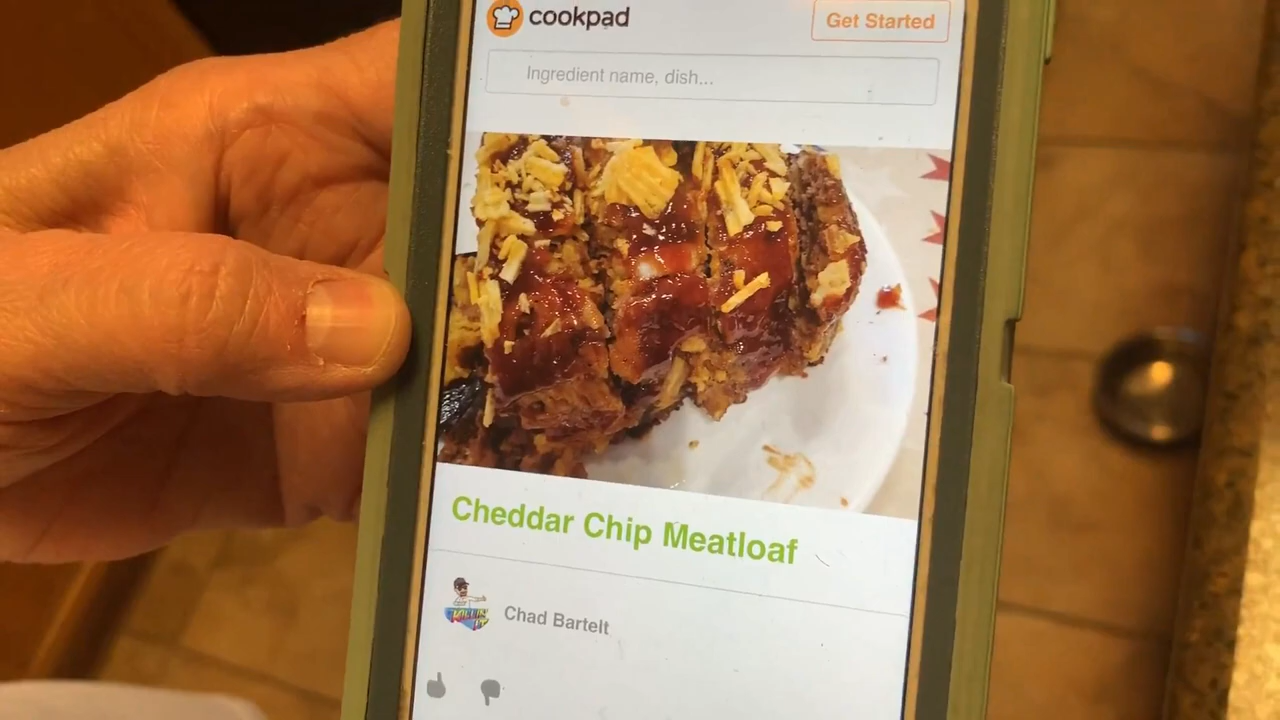 cookpad
Get Started
Ingredient name, dish...
Cheddar Chip Meatloaf
Chad Bartelt